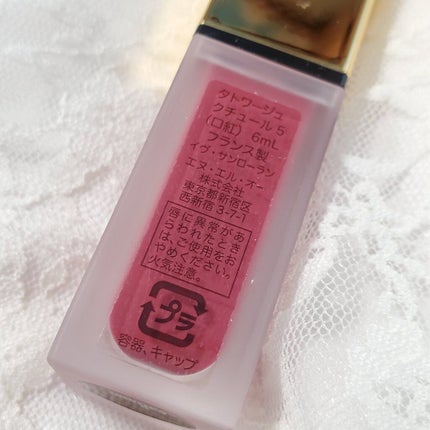 タトワージュ
クチュール 5
(口紅) 6mL
フランス製
イヴ・サンローラン
エヌ・エル・オー
株式会社
東京都新宿区
西新宿 3-7-1
唇に異常があ
らわれたとき
は、ご使用をお
やめください。
火気注意。
プラ
容器、キャップ